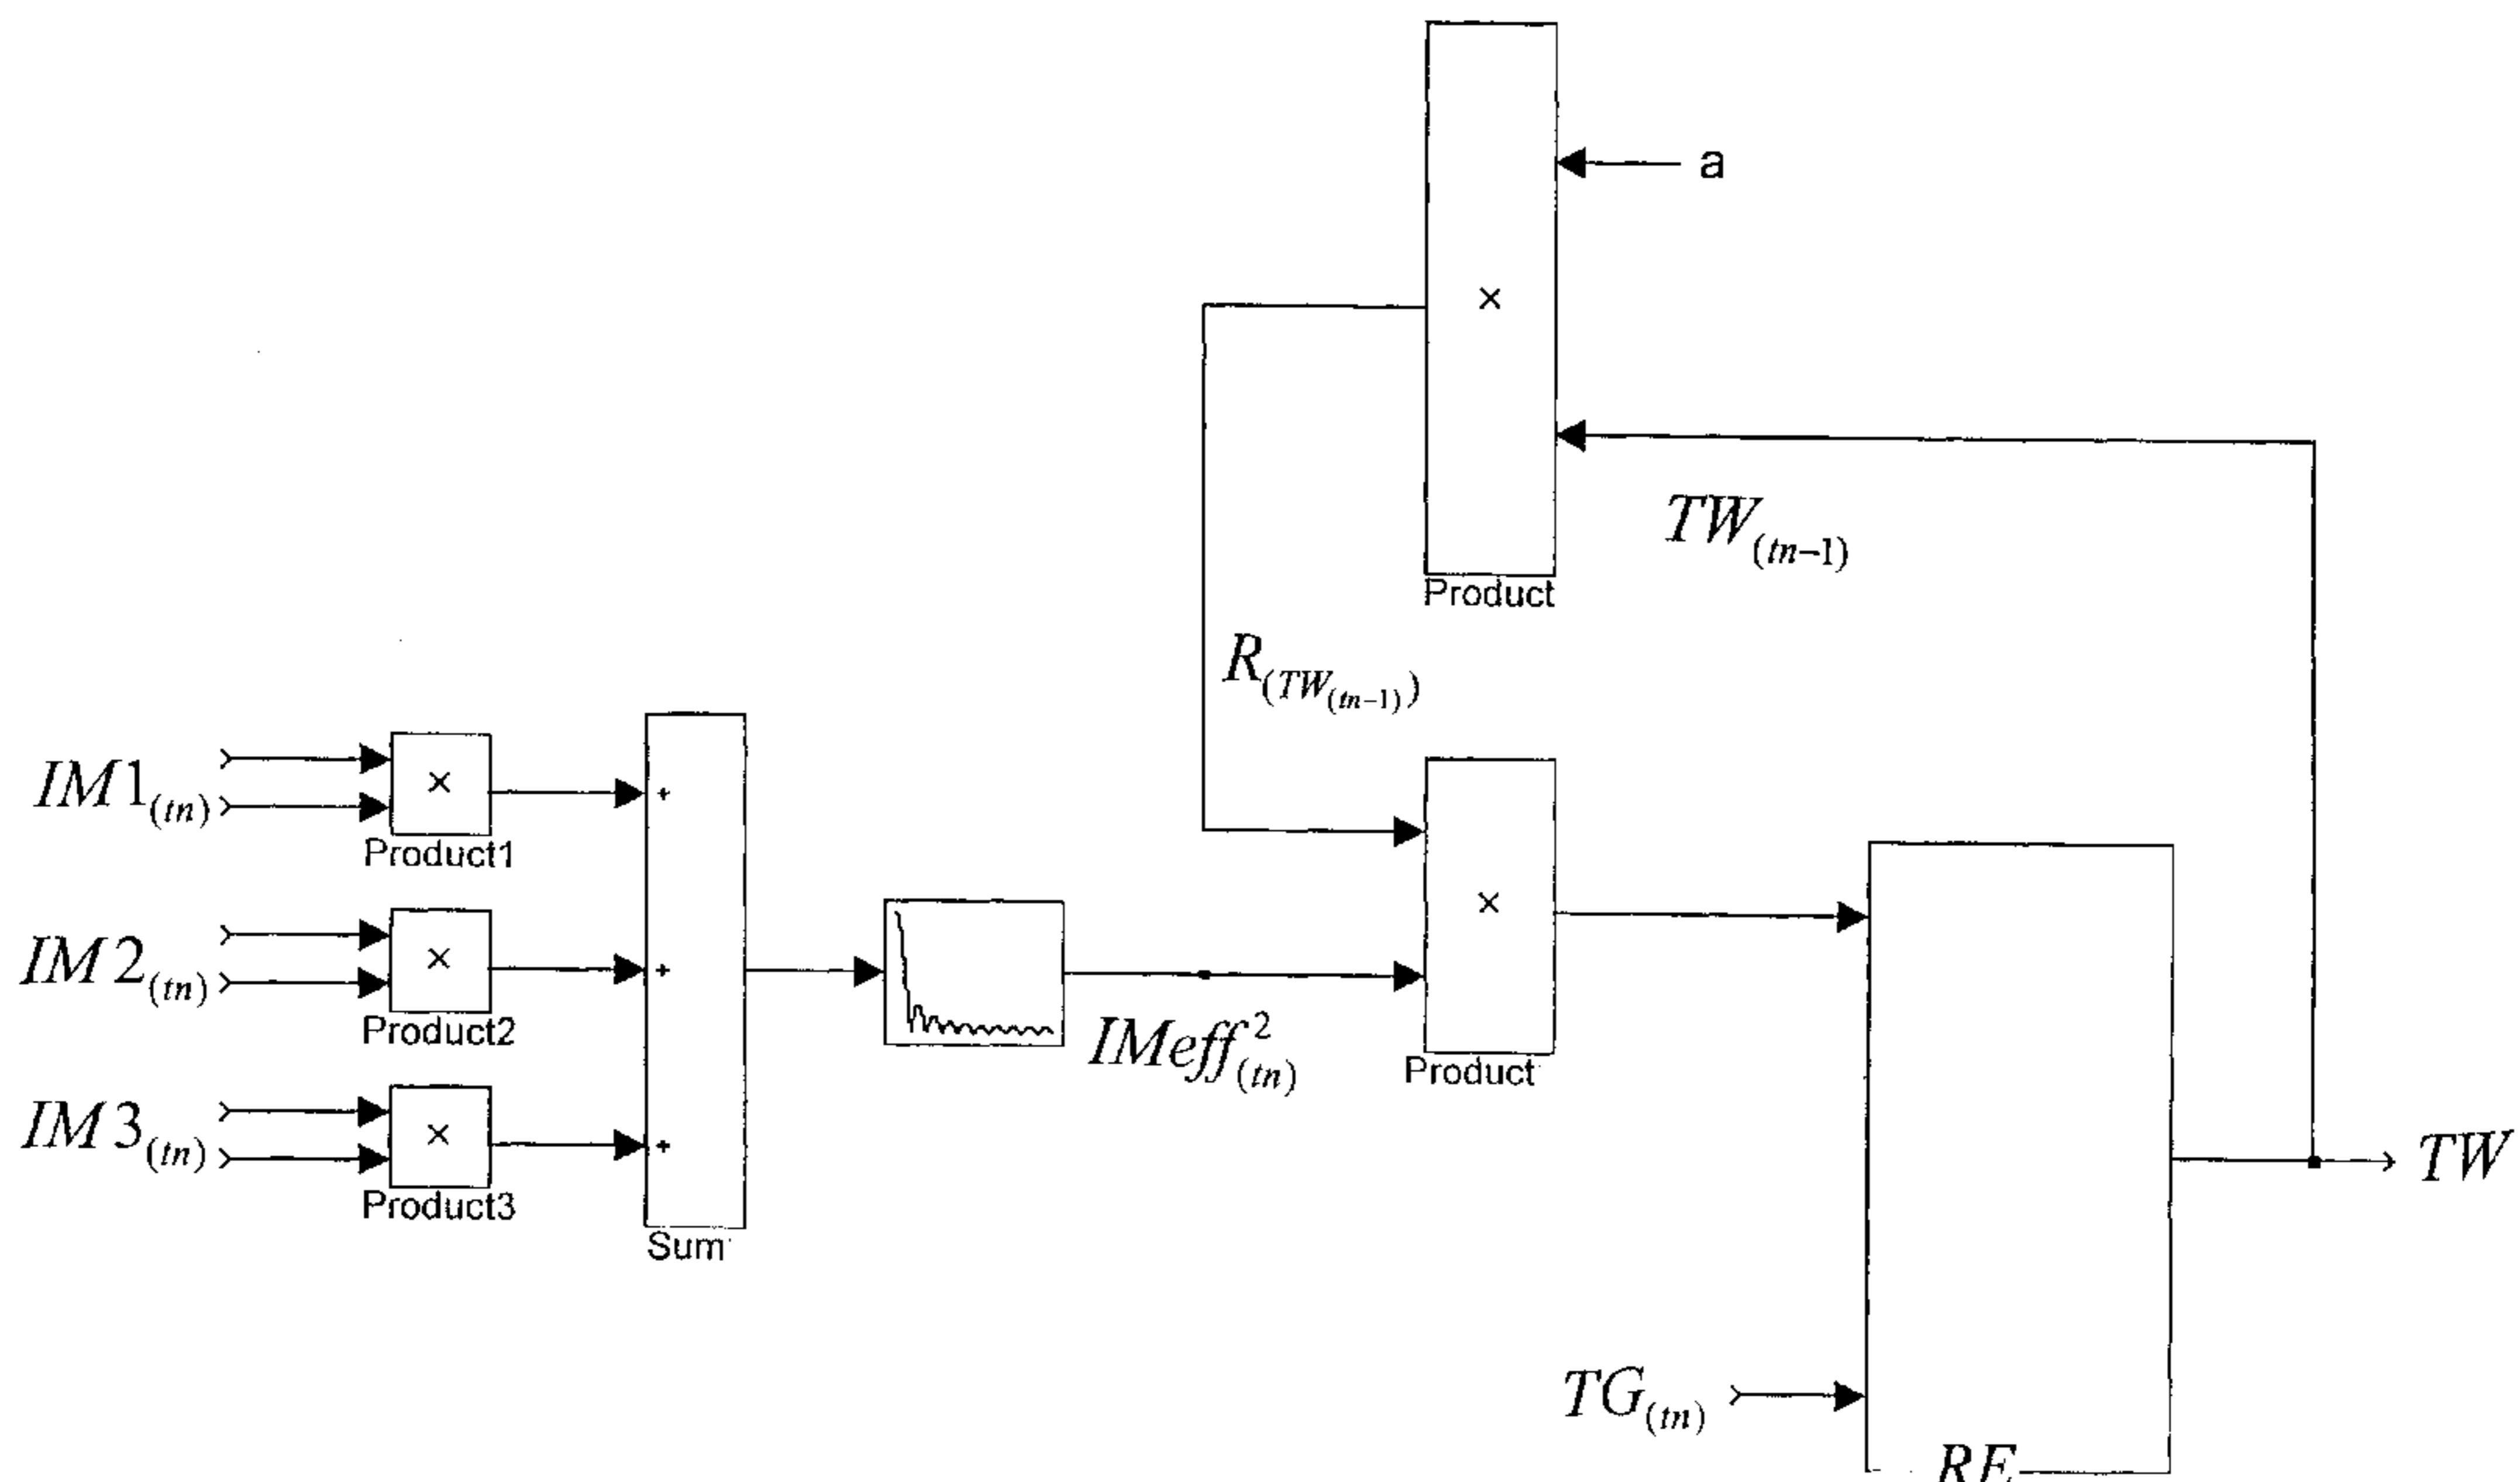 a
×
TW(tn−1)
Product
R(TW(tn−1))
IM1(tn)
×
+
Product1
×
IM2(tn)
×
+
Product2
IMeff²(tn)
Product
IM3(tn)
×
+
TW
Product3
Sum
TG(tn)
RE